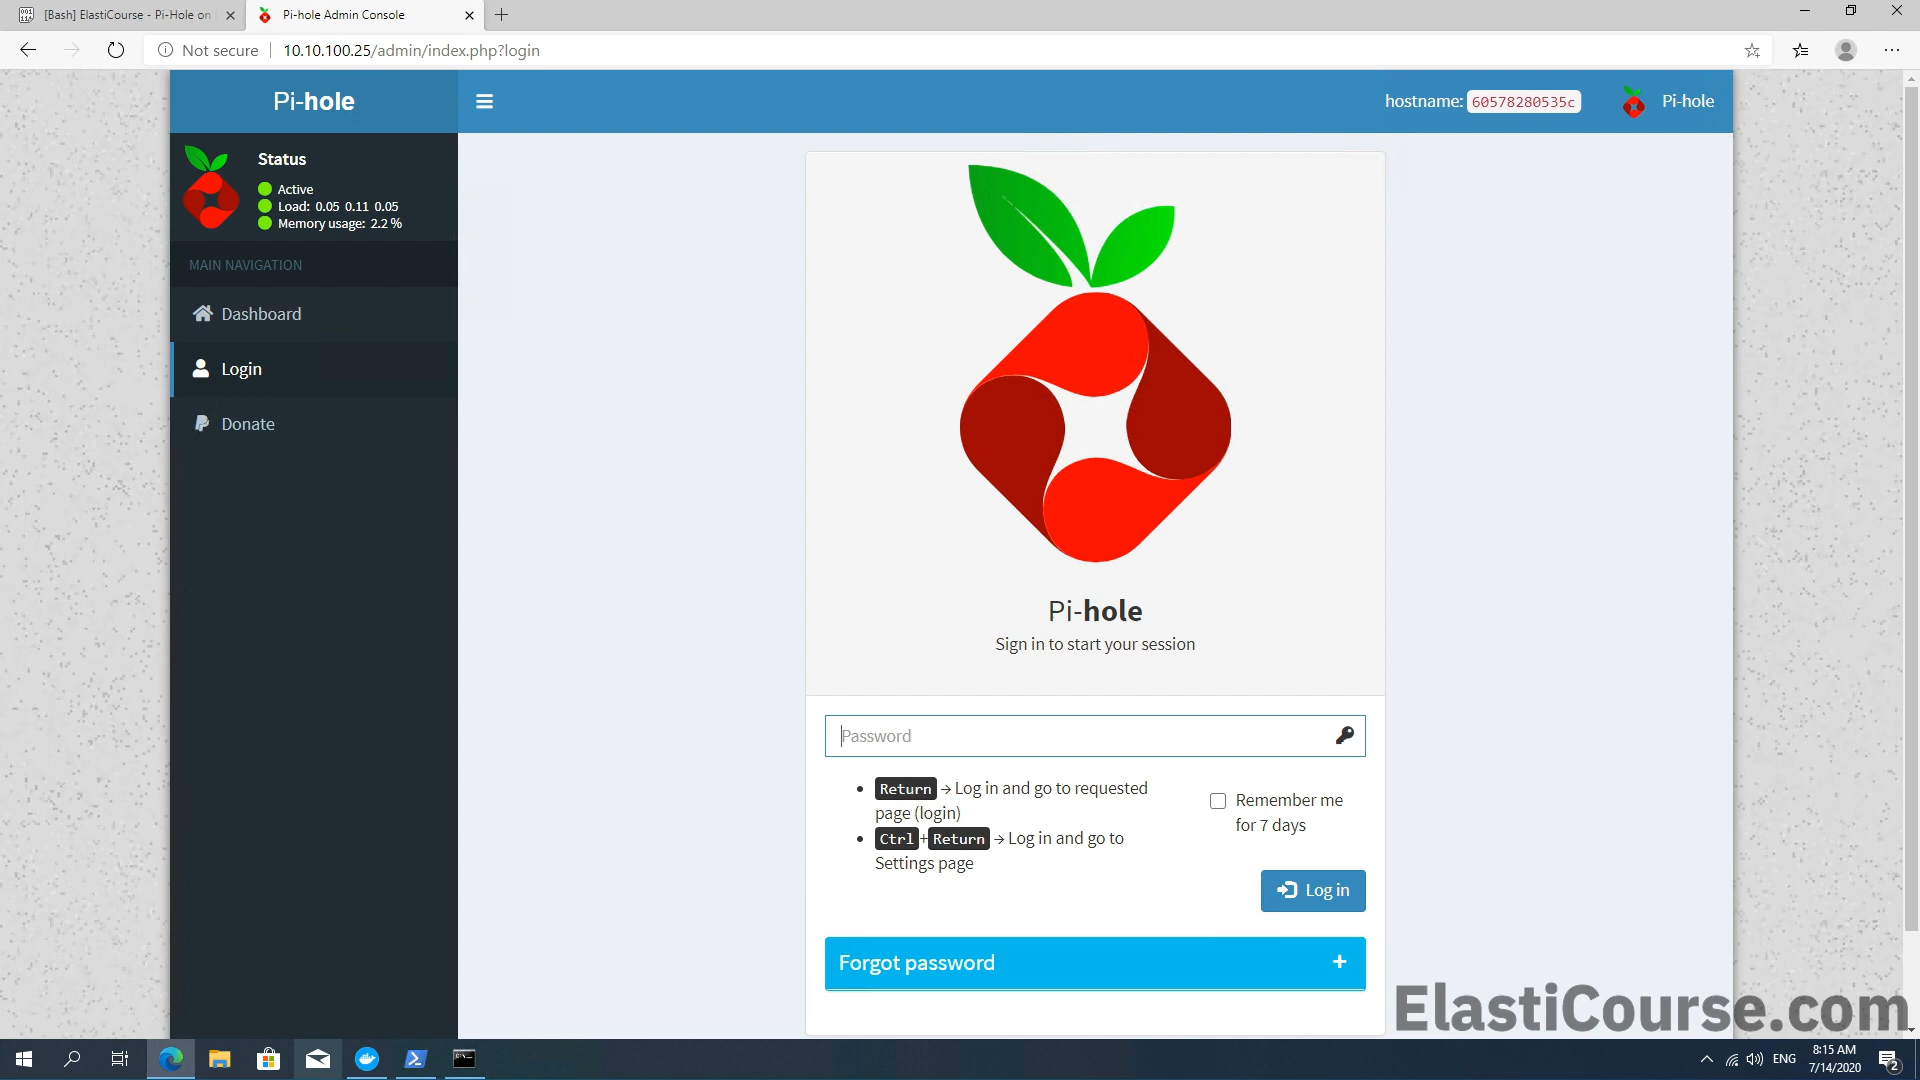 [Bash] ElastiCourse - Pi-Hole on
Pi-hole Admin Console
Not secure
10.10.100.25/admin/index.php?login
Pi-hole
hostname: 60578280535c
Pi-hole
Status
Active
Load: 0.05 0.11 0.05
Memory usage: 2.2 %
MAIN NAVIGATION
Dashboard
Login
Donate
Pi-hole
Sign in to start your session
Password
Return → Log in and go to requested
page (login)
Ctrl+Return → Log in and go to
Settings page
Remember me
for 7 days
Log in
Forgot password
ElastiCourse.com
ENG
8:15 AM
7/14/2020
2